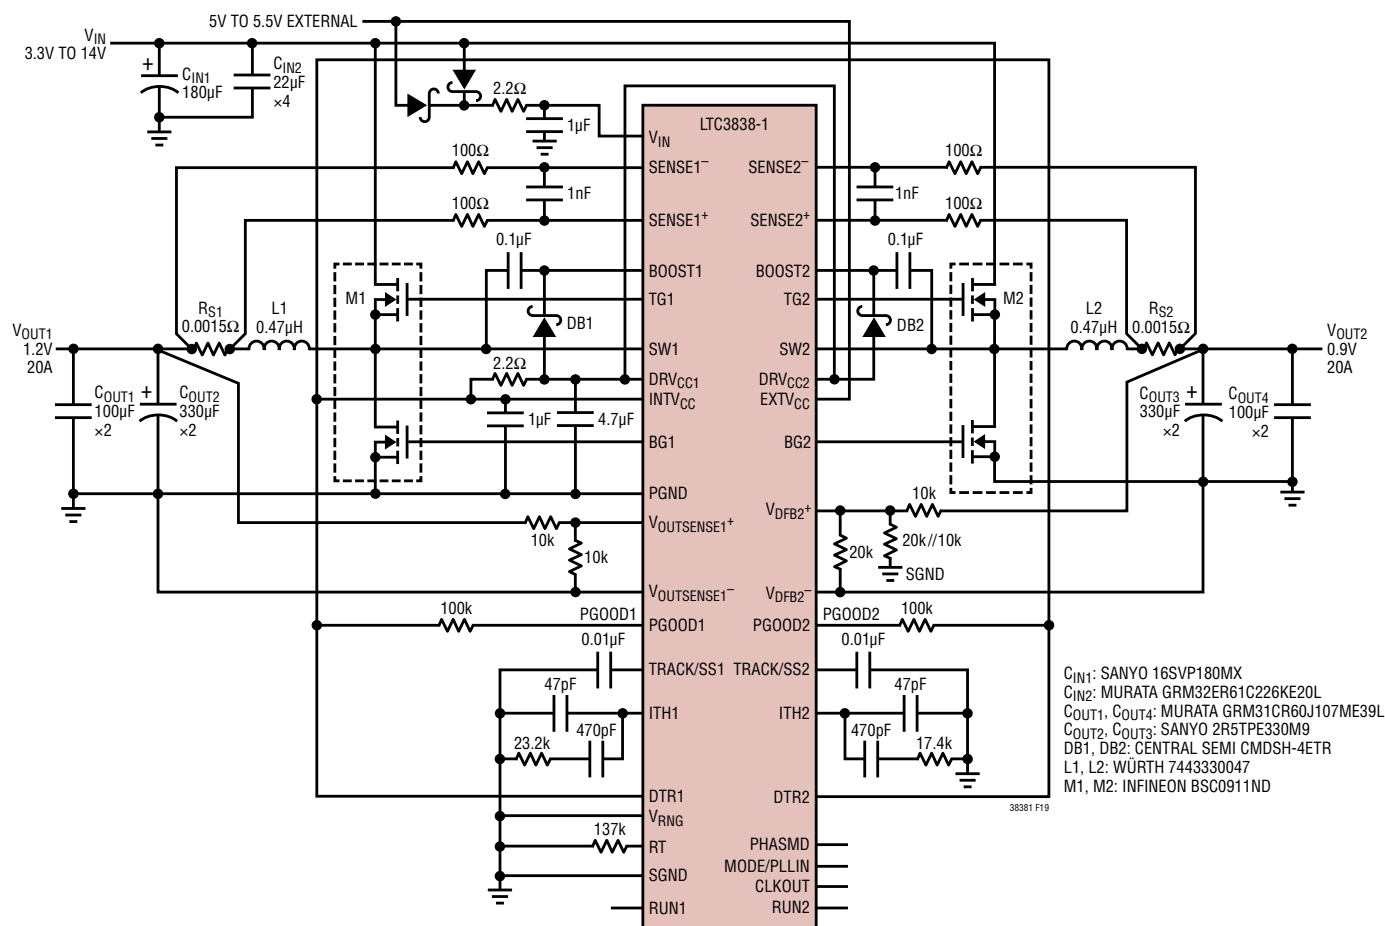 5V TO 5.5V EXTERNAL
VIN
3.3V TO 14V
CIN1
180µF
CIN2
22µF
×4
2.2Ω
1µF
LTC3838-1
VIN
100Ω
SENSE1–
SENSE2–
100Ω
1nF
1nF
100Ω
SENSE1+
SENSE2+
100Ω
0.1µF
0.1µF
BOOST1
BOOST2
M1
TG1
TG2
M2
DB1
DB2
VOUT1
1.2V
20A
RS1
0.0015Ω
L1
0.47µH
SW1
SW2
L2
0.47µH
RS2
0.0015Ω
VOUT2
0.9V
20A
2.2Ω
DRVCC1
DRVCC2
INTVCC
EXTVCC
COUT1
100µF
×2
COUT2
330µF
×2
1µF
4.7µF
COUT3
330µF
×2
COUT4
100µF
×2
BG1
BG2
PGND
10k
VDFB2+
VOUTSENSE1+
10k
10k
20k
20k//10k
SGND
VOUTSENSE1–
VDFB2–
100k
PGOOD1
PGOOD1
PGOOD2
PGOOD2
100k
0.01µF
0.01µF
TRACK/SS1
TRACK/SS2
47pF
47pF
ITH1
ITH2
470pF
470pF
23.2k
17.4k
DTR1
DTR2
VRNG
137k
RT
PHASMD
MODE/PLLIN
SGND
CLKOUT
RUN1
RUN2
CIN1: SANYO 16SVP180MX
CIN2: MURATA GRM32ER61C226KE20L
COUT1, COUT4: MURATA GRM31CR60J107ME39L
COUT2, COUT3: SANYO 2R5TPE330M9
DB1, DB2: CENTRAL SEMI CMDSH-4ETR
L1, L2: WÜRTH 7443330047
M1, M2: INFINEON BSC0911ND
38381 F19